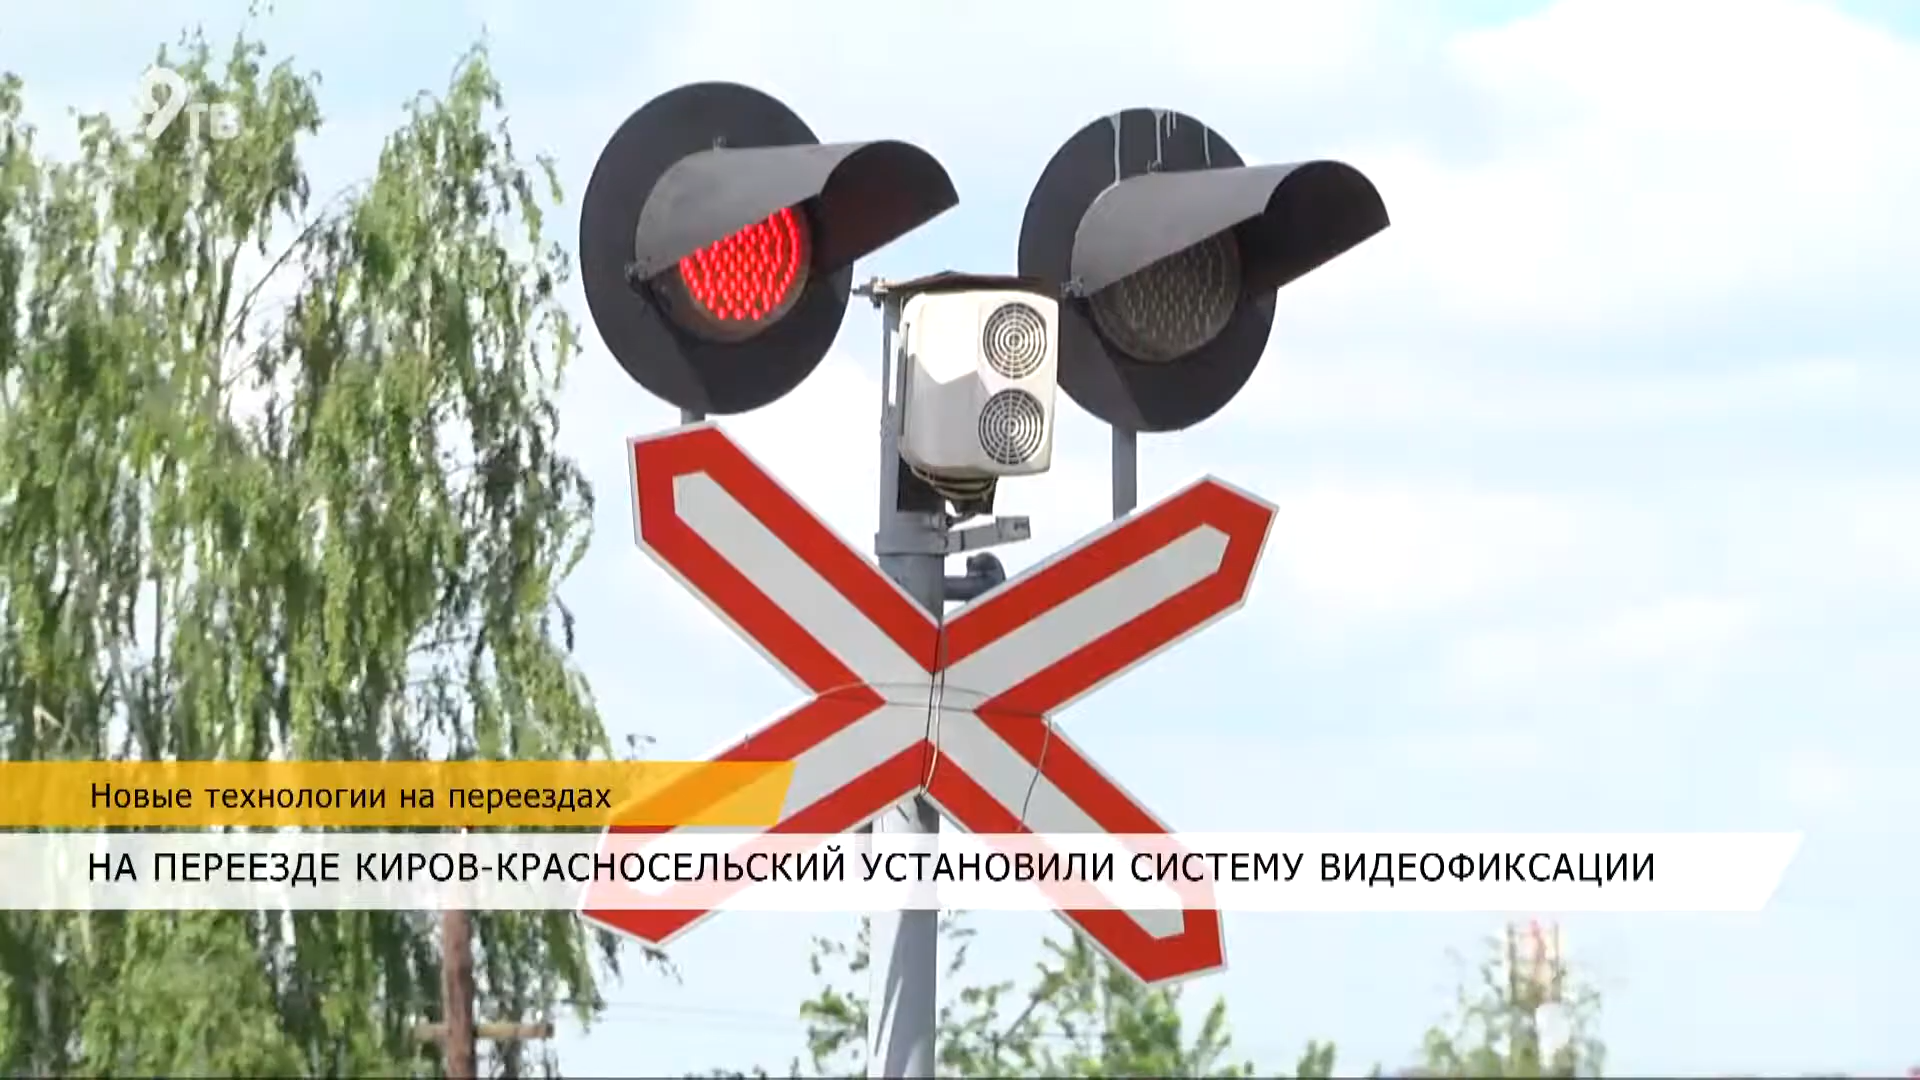 9ТВ
Новые технологии на переездах
НА ПЕРЕЕЗДЕ КИРОВ-КРАСНОСЕЛЬСКИЙ УСТАНОВИЛИ СИСТЕМУ ВИДЕОФИКСАЦИИ